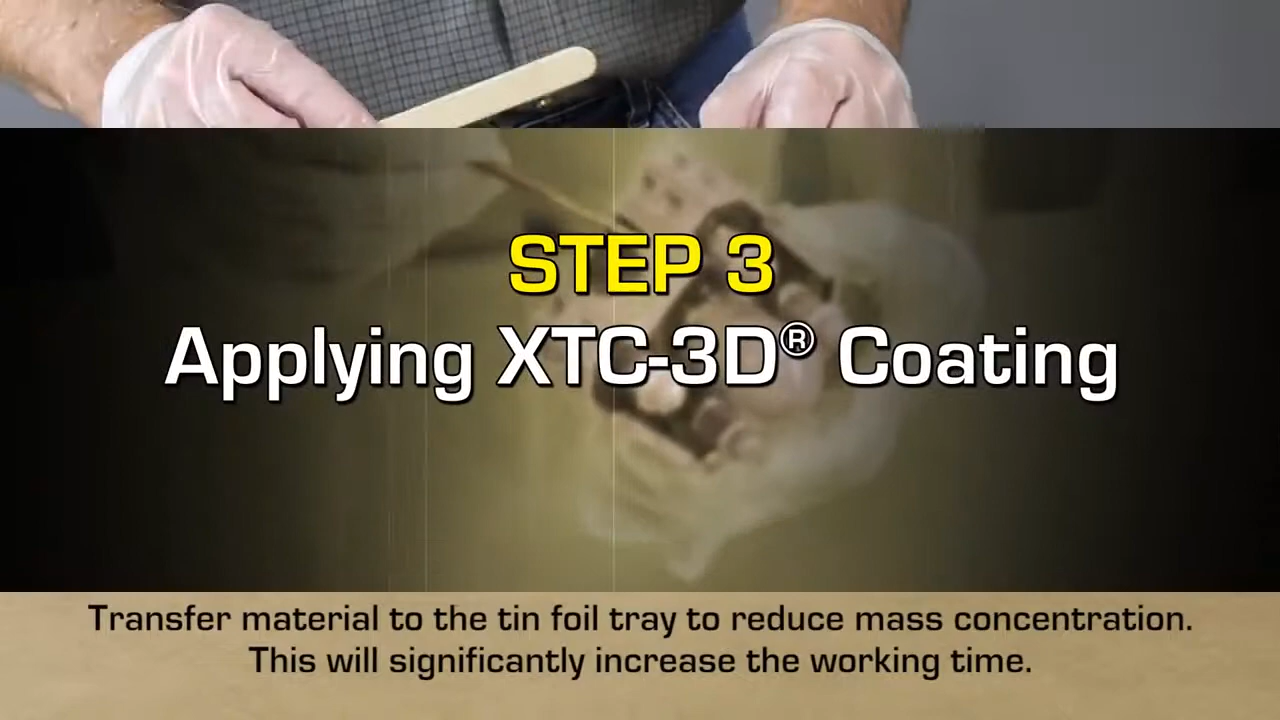 STEP 3
Applying XTC-3D® Coating
Transfer material to the tin foil tray to reduce mass concentration.
This will significantly increase the working time.